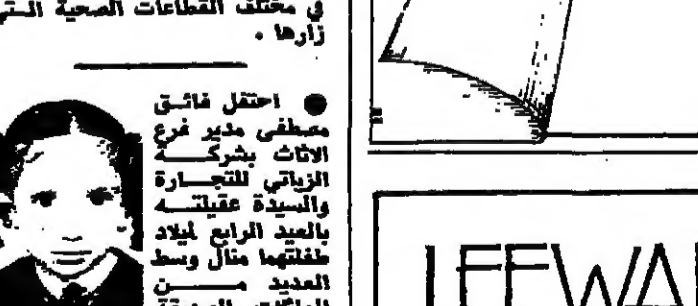 في مختلف القطاعات الصحية التي
زارها .
● احتفل فائق
مصطفى مدير فرع
الاثاث بشركة
الزياني للتجارة
والسيدة عقيلته
بالعيد الرابع لميلاد
طفلتهما منال وسط
العديد من